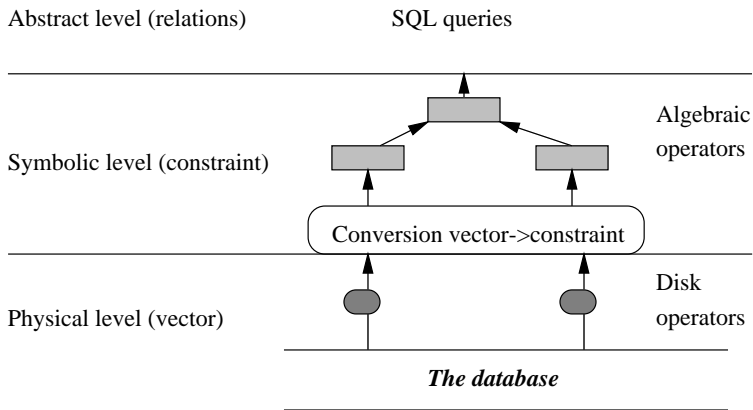 Abstract level (relations)
SQL queries
Algebraic
operators
Symbolic level (constraint)
Conversion vector->constraint
Disk
operators
Physical level (vector)
The database